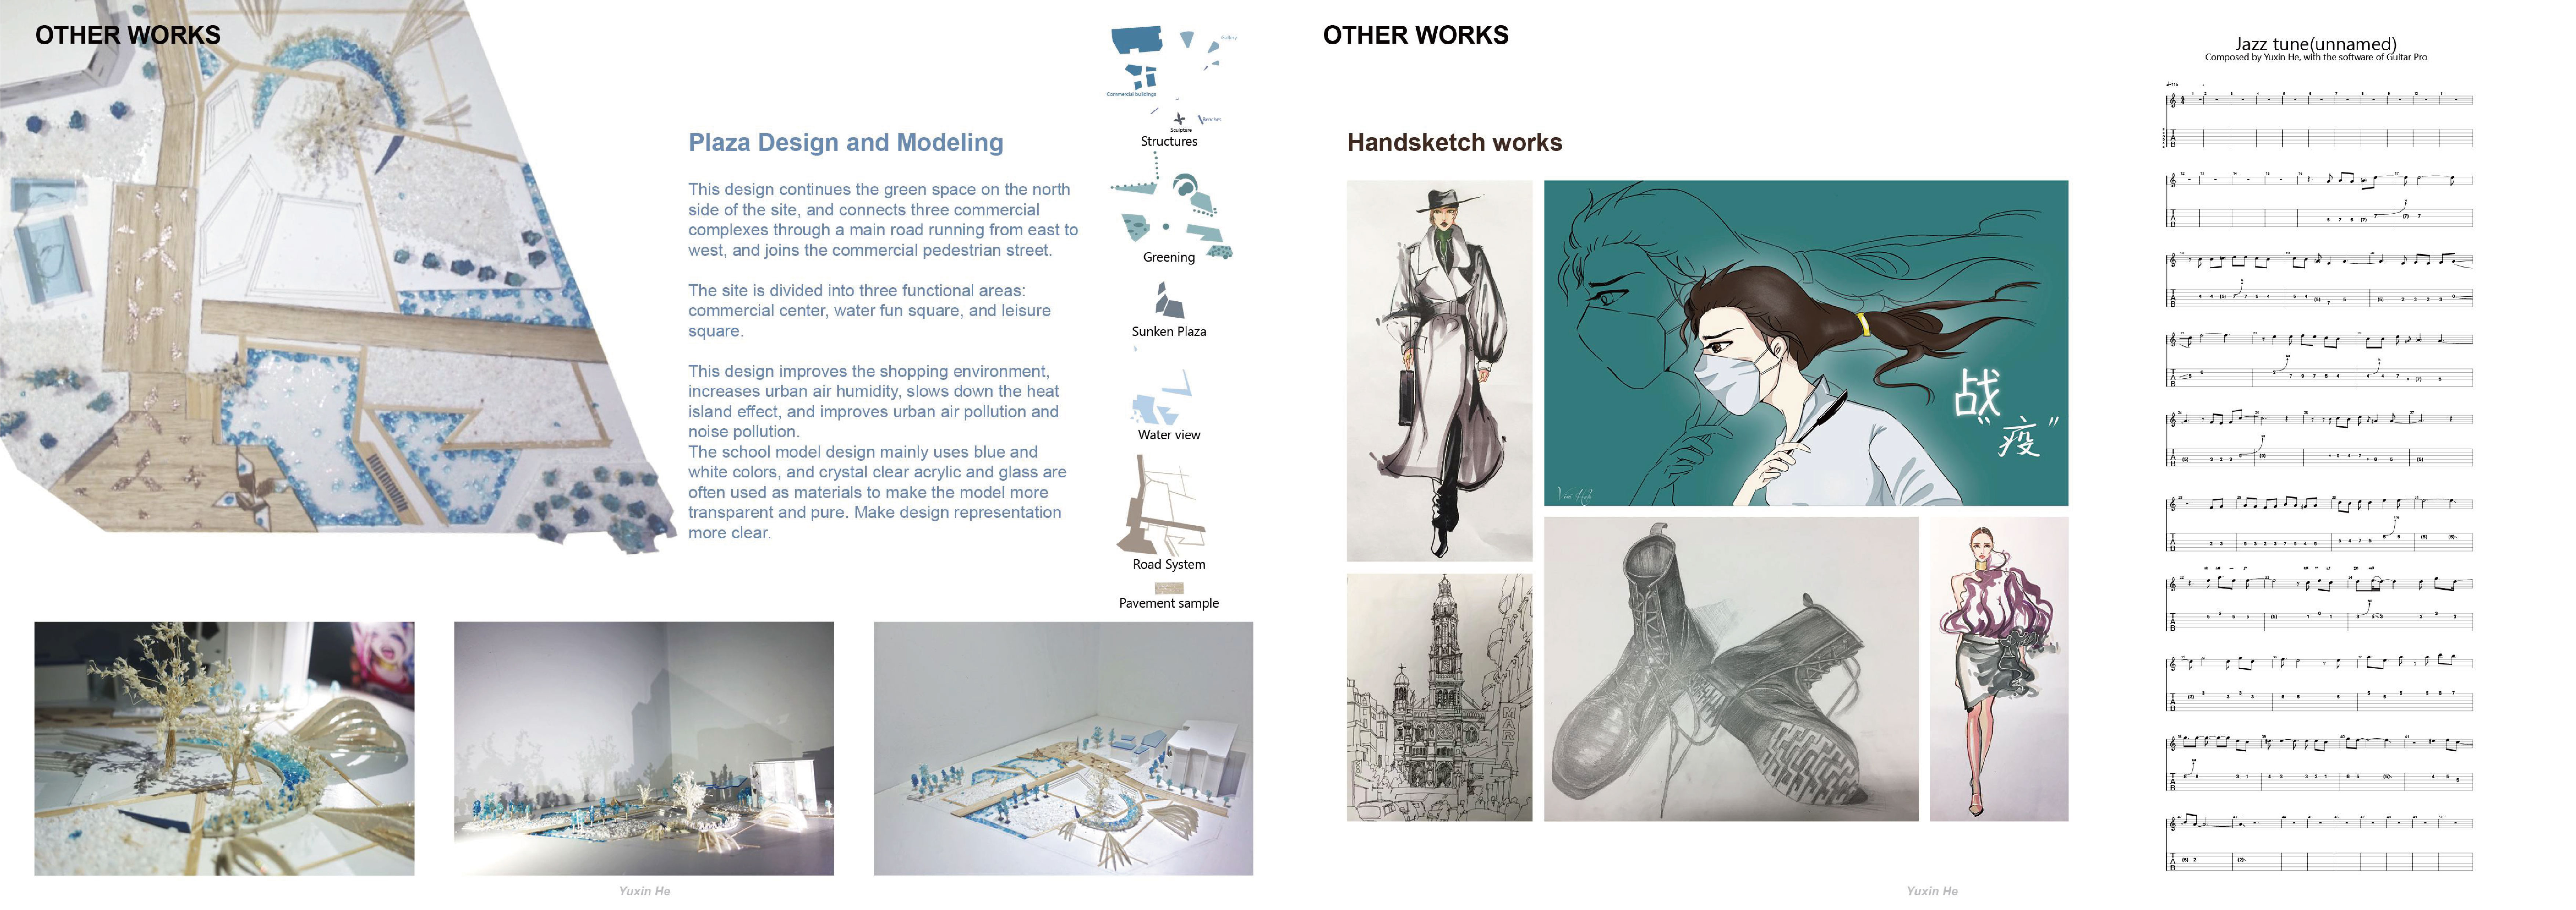 OTHER WORKS
Plaza Design and Modeling
This design continues the green space on the north
side of the site, and connects three commercial
complexes through a main road running from east to
west, and joins the commercial pedestrian street.
The site is divided into three functional areas:
commercial center, water fun square, and leisure
square.
This design improves the shopping environment,
increases urban air humidity, slows down the heat
island effect, and improves urban air pollution and
noise pollution.
The school model design mainly uses blue and
white colors, and crystal clear acrylic and glass are
often used as materials to make the model more
transparent and pure. Make design representation
more clear.
Gallery
Commercial buildings
Sculpture
Benches
Structures
Greening
Sunken Plaza
Water view
Road System
Pavement sample
Yuxin He
OTHER WORKS
Handsketch works
战
"疫"
MAR
Yuxin He
Jazz tune(unnamed)
Composed by Yuxin He, with the software of Guitar Pro